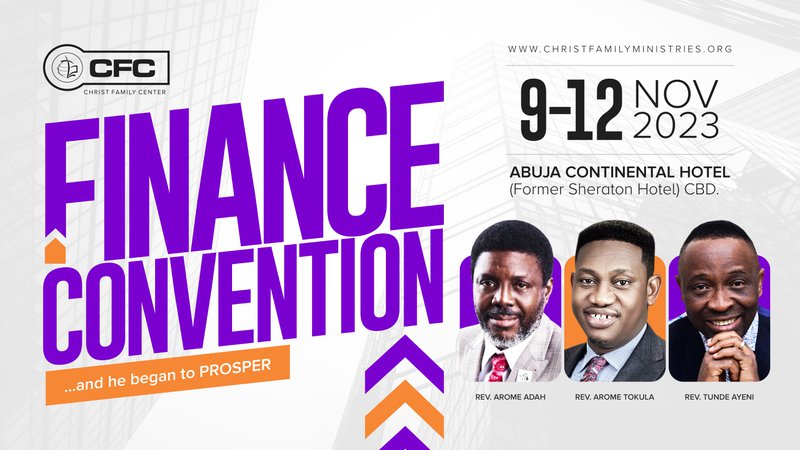 CFC
CHRIST FAMILY CENTER
FINANCE
CONVENTION
...and he began to PROSPER
WWW.CHRISTFAMILYMINISTRIES.ORG
9–12 NOV
2023
ABUJA CONTINENTAL HOTEL
(Former Sheraton Hotel) CBD.
REV. AROME ADAH
REV. AROME TOKULA
REV. TUNDE AYENI